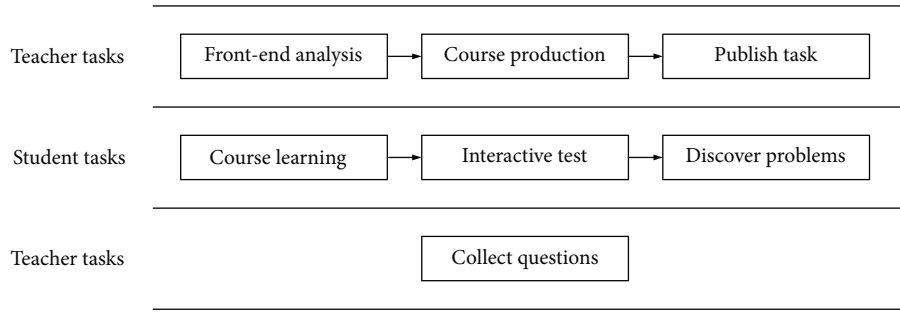 Teacher tasks
Front-end analysis
Course production
Publish task
Student tasks
Course learning
Interactive test
Discover problems
Teacher tasks
Collect questions